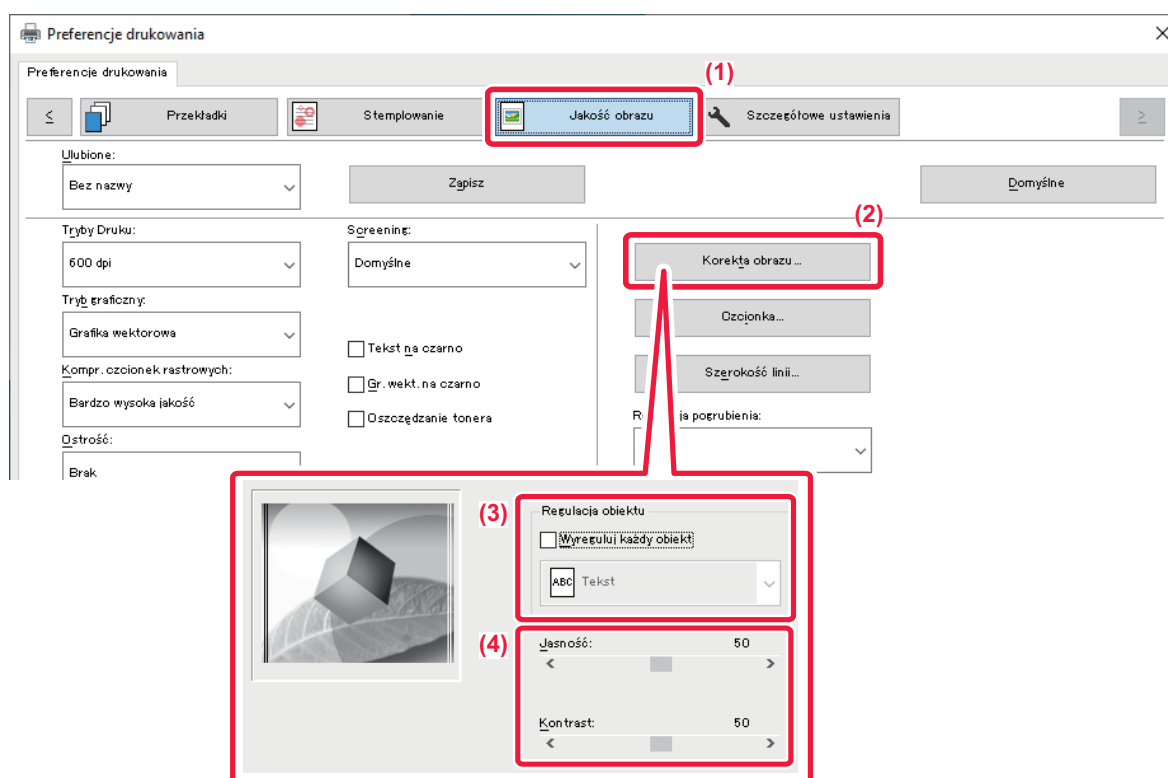 Preferencje drukowania
Preferencje drukowania
(1)
< Przekładki Stemplowanie Jakość obrazu Szczegółowe ustawienia >
Ulubione:
Bez nazwy Zapisz Domyślne
(2)
Tryby Druku: Screening:
600 dpi Domyślne Korekta obrazu...
Tryb graficzny:
Grafika wektorowa Czcionka...
Tekst na czarno
Kompr. czcionek rastrowych: Szerokość linii...
Gr. wekt. na czarno
Bardzo wysoka jakość
Oszczędzanie tonera pogrubienia:
Ostrość:
Brak
(3) Regulacja obiektu
Wyreguluj każdy obiekt
ABC Tekst
(4) Jasność: 50
< >
Kontrast: 50
< >